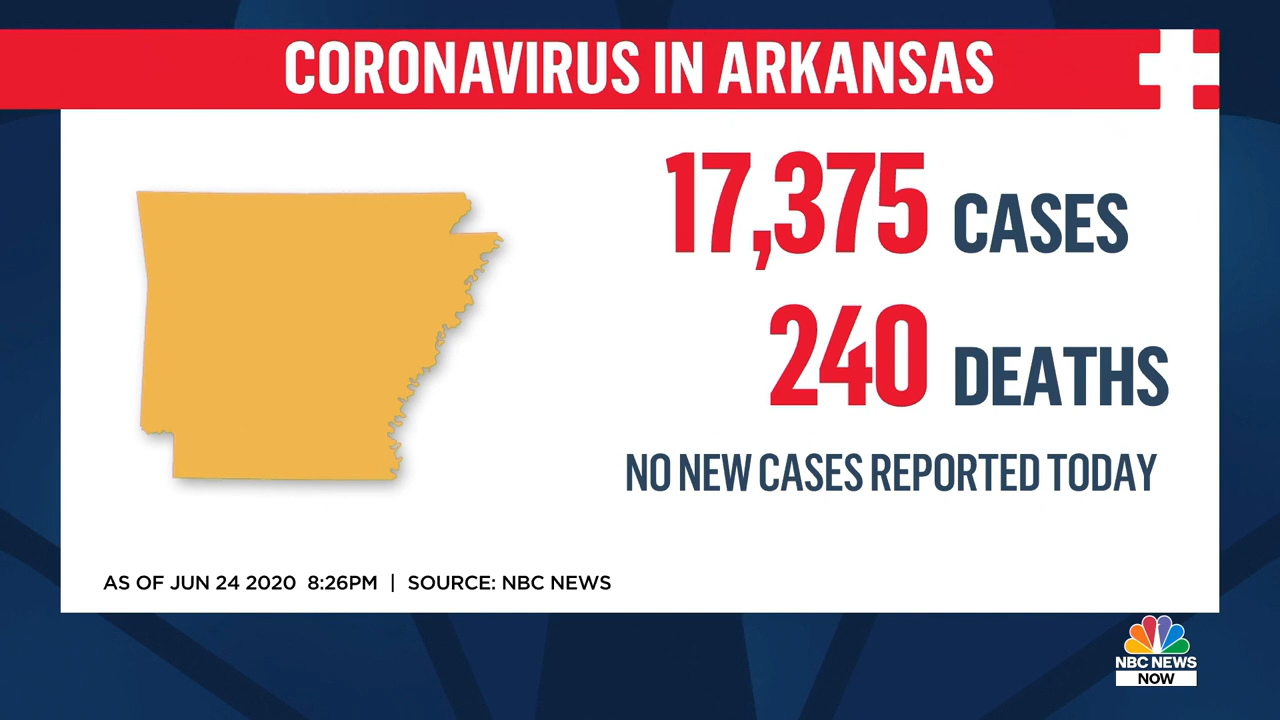 CORONAVIRUS IN ARKANSAS
17,375 CASES
240 DEATHS
NO NEW CASES REPORTED TODAY
AS OF JUN 24 2020 8:26PM | SOURCE: NBC NEWS
NBC NEWS
NOW